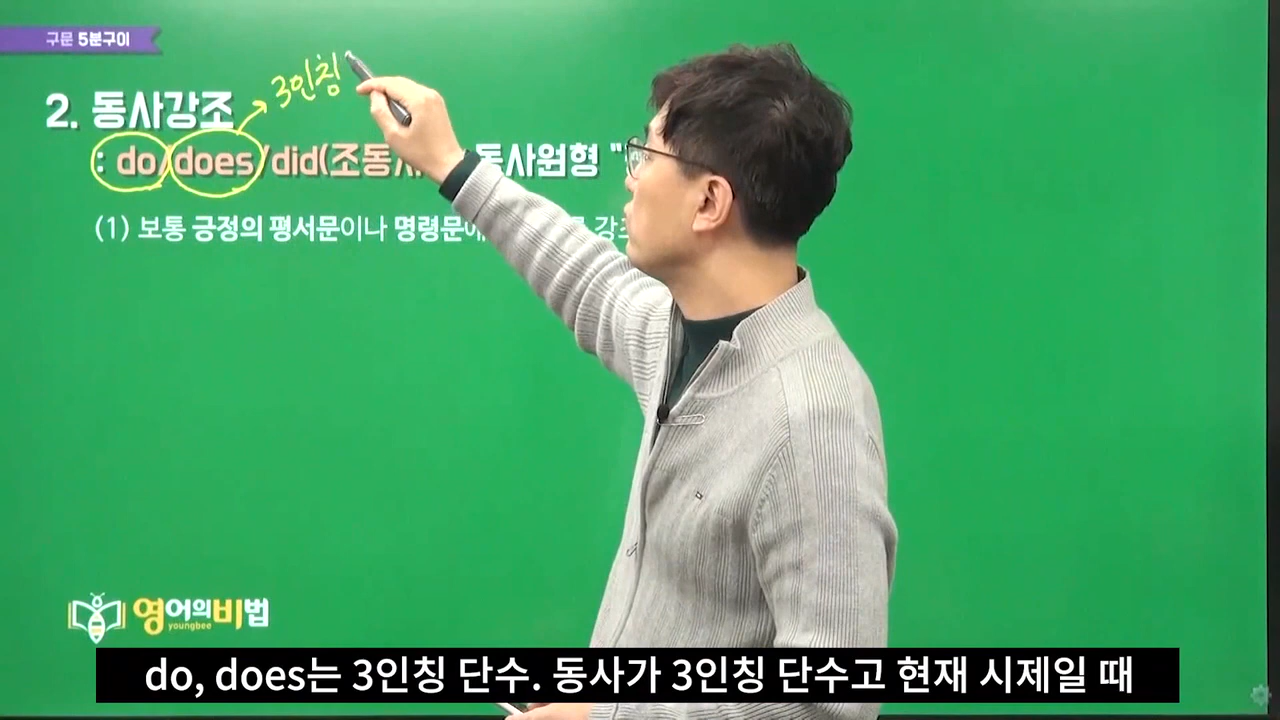 구문 5분구이
3인칭
2. 동사강조
: do/does/did(조동사 동사원형 "
(1) 보통 긍정의 평서문이나 명령문에 강조
영어의비법
youngbee
do, does는 3인칭 단수. 동사가 3인칭 단수고 현재 시제일 때